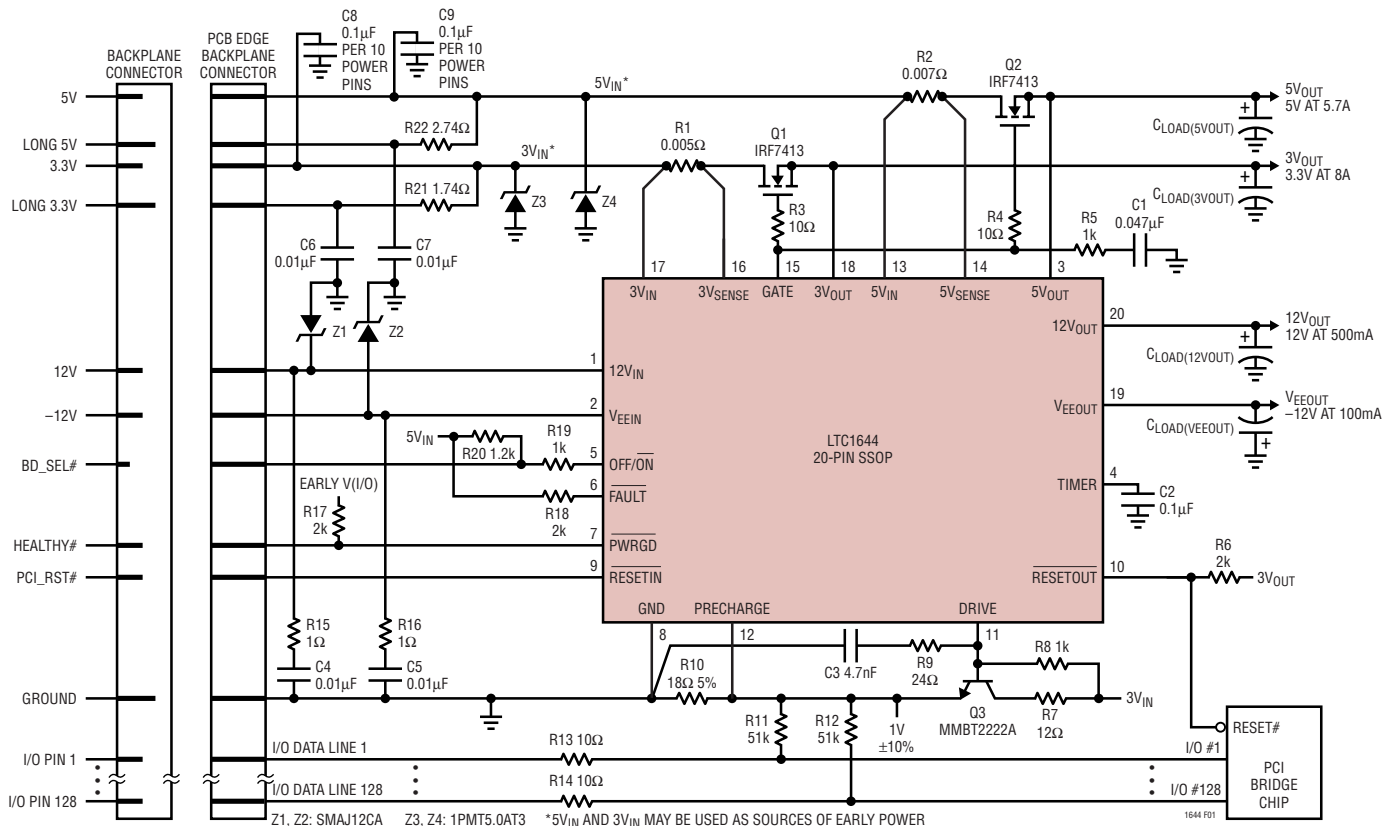 C8
0.1µF
PER 10
POWER
PINS
C9
0.1µF
PER 10
POWER
PINS
BACKPLANE
CONNECTOR
PCB EDGE
BACKPLANE
CONNECTOR
R2
0.007Ω
Q2
IRF7413
5V
5VIN*
5VOUT
5V AT 5.7A
CLOAD(5VOUT)
+
LONG 5V
R22 2.74Ω
R1
0.005Ω
Q1
IRF7413
3.3V
3VIN*
3VOUT
3.3V AT 8A
CLOAD(3VOUT)
+
LONG 3.3V
R21 1.74Ω
Z3
Z4
R3
10Ω
R4
10Ω
R5
1k
C1
0.047µF
C6
0.01µF
C7
0.01µF
17
16
15
18
13
14
3
3VIN
3VSENSE
GATE
3VOUT
5VIN
5VSENSE
5VOUT
Z1
Z2
12VOUT
20
12VOUT
12V AT 500mA
CLOAD(12VOUT)
+
12V
1
12VIN
–12V
2
VEEIN
VEEOUT
19
VEEOUT
–12V AT 100mA
CLOAD(VEEOUT)
+
LTC1644
20-PIN SSOP
5VIN
R20 1.2k
R19
1k
BD_SEL#
5
OFF/ON
6
FAULT
R18
2k
TIMER
4
C2
0.1µF
EARLY V(I/O)
R17
2k
HEALTHY#
7
PWRGD
PCI_RST#
9
RESETIN
RESETOUT
10
R6
2k
3VOUT
GND
PRECHARGE
DRIVE
8
12
11
R15
1Ω
R16
1Ω
C4
0.01µF
C5
0.01µF
C3 4.7nF
R9
24Ω
R8 1k
R10
18Ω 5%
GROUND
R11
51k
R12
51k
1V
±10%
Q3
MMBT2222A
R7
12Ω
3VIN
RESET#
I/O PIN 1
I/O DATA LINE 1
R13 10Ω
I/O #1
PCI
BRIDGE
CHIP
I/O PIN 128
I/O DATA LINE 128
R14 10Ω
I/O #128
1644 F01
Z1, Z2: SMAJ12CA Z3, Z4: 1PMT5.0AT3 *5VIN AND 3VIN MAY BE USED AS SOURCES OF EARLY POWER